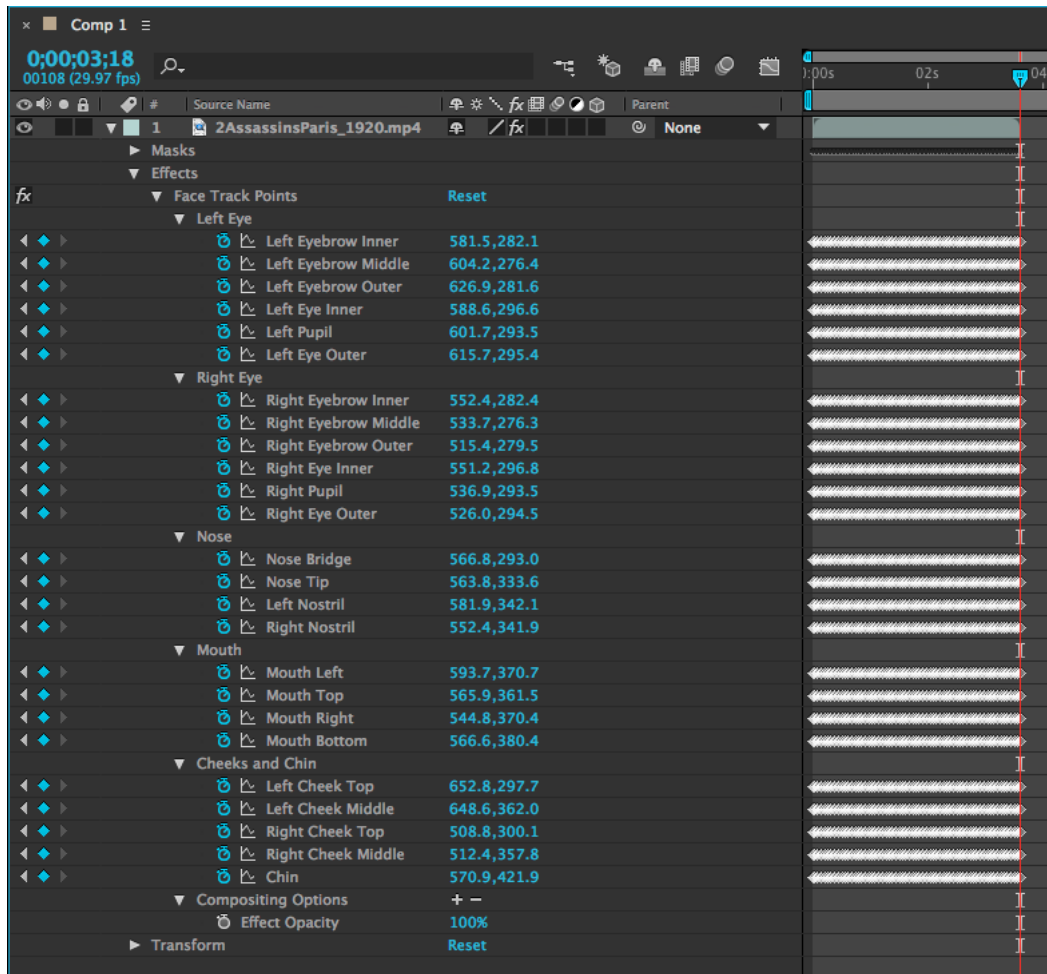 Comp 1
0;00;03;18
00108 (29.97 fps)
):00s 02s 04
# Source Name fx Parent
1 2AssassinsParis_1920.mp4 fx None
Masks
Effects
fx Face Track Points Reset
Left Eye
Left Eyebrow Inner 581.5,282.1
Left Eyebrow Middle 604.2,276.4
Left Eyebrow Outer 626.9,281.6
Left Eye Inner 588.6,296.6
Left Pupil 601.7,293.5
Left Eye Outer 615.7,295.4
Right Eye
Right Eyebrow Inner 552.4,282.4
Right Eyebrow Middle 533.7,276.3
Right Eyebrow Outer 515.4,279.5
Right Eye Inner 551.2,296.8
Right Pupil 536.9,293.5
Right Eye Outer 526.0,294.5
Nose
Nose Bridge 566.8,293.0
Nose Tip 563.8,333.6
Left Nostril 581.9,342.1
Right Nostril 552.4,341.9
Mouth
Mouth Left 593.7,370.7
Mouth Top 565.9,361.5
Mouth Right 544.8,370.4
Mouth Bottom 566.6,380.4
Cheeks and Chin
Left Cheek Top 652.8,297.7
Left Cheek Middle 648.6,362.0
Right Cheek Top 508.8,300.1
Right Cheek Middle 512.4,357.8
Chin 570.9,421.9
Compositing Options + −
Effect Opacity 100%
Transform Reset